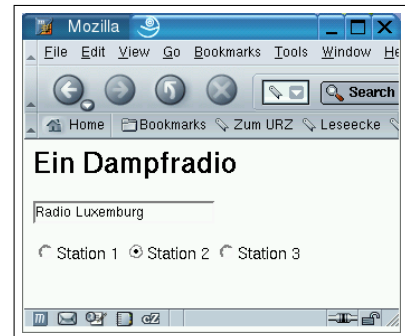 Mozilla
File Edit View Go Bookmarks Tools Window He
Search
Home Bookmarks Zum URZ Leseecke
Ein Dampfradio
Radio Luxemburg
Station 1 Station 2 Station 3